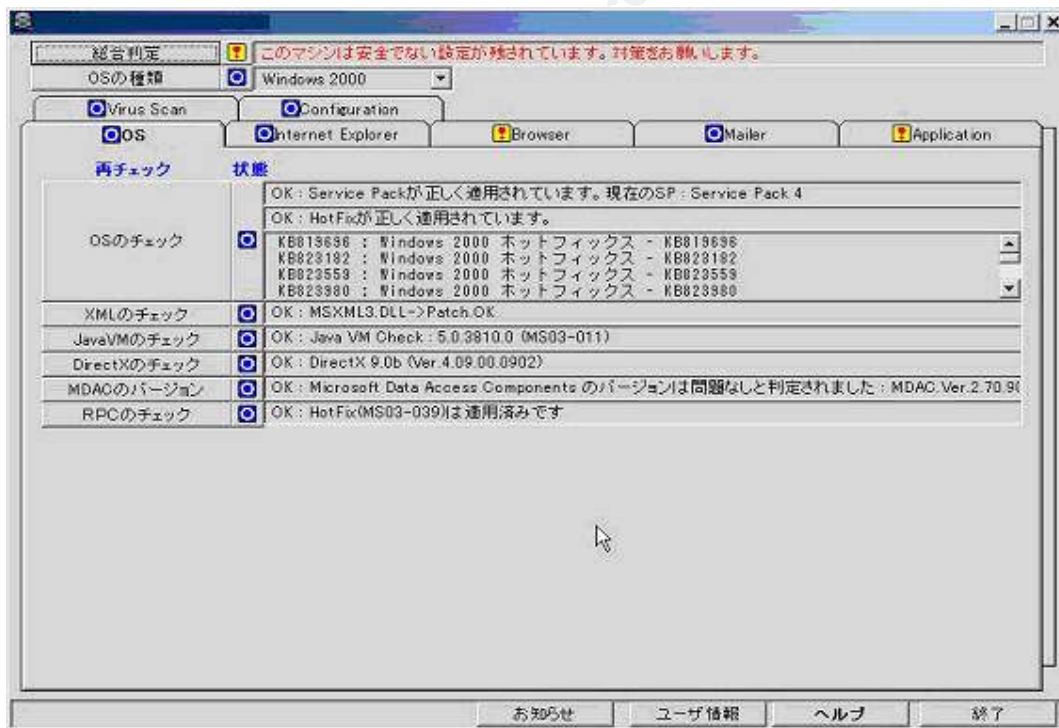 総合判定 このマシンは安全でない設定が残されています。対策をお願いします。
OSの種類 Windows 2000
Virus Scan Configuration
OS Internet Explorer Browser Mailer Application
再チェック 状態
OK : Service Packが正しく適用されています。現在のSP : Service Pack 4
OK : HotFixが正しく適用されています。
OSのチェック
KB819696 : Windows 2000 ホットフィックス - KB819696
KB823182 : Windows 2000 ホットフィックス - KB823182
KB823559 : Windows 2000 ホットフィックス - KB823559
KB823980 : Windows 2000 ホットフィックス - KB823980
XMLのチェック OK : MSXML3.DLL->Patch.OK
JavaVMのチェック OK : Java VM Check : 5.0.3810.0 (MS03-011)
DirectXのチェック OK : DirectX 9.0b (Ver.4.09.00.0902)
MDACのバージョン OK : Microsoft Data Access Components のバージョンは問題なしと判定されました : MDAC.Ver.2.70.90
RPCのチェック OK : HotFix(MS03-039)は適用済みです
お知らせ ユーザ情報 ヘルプ 終了